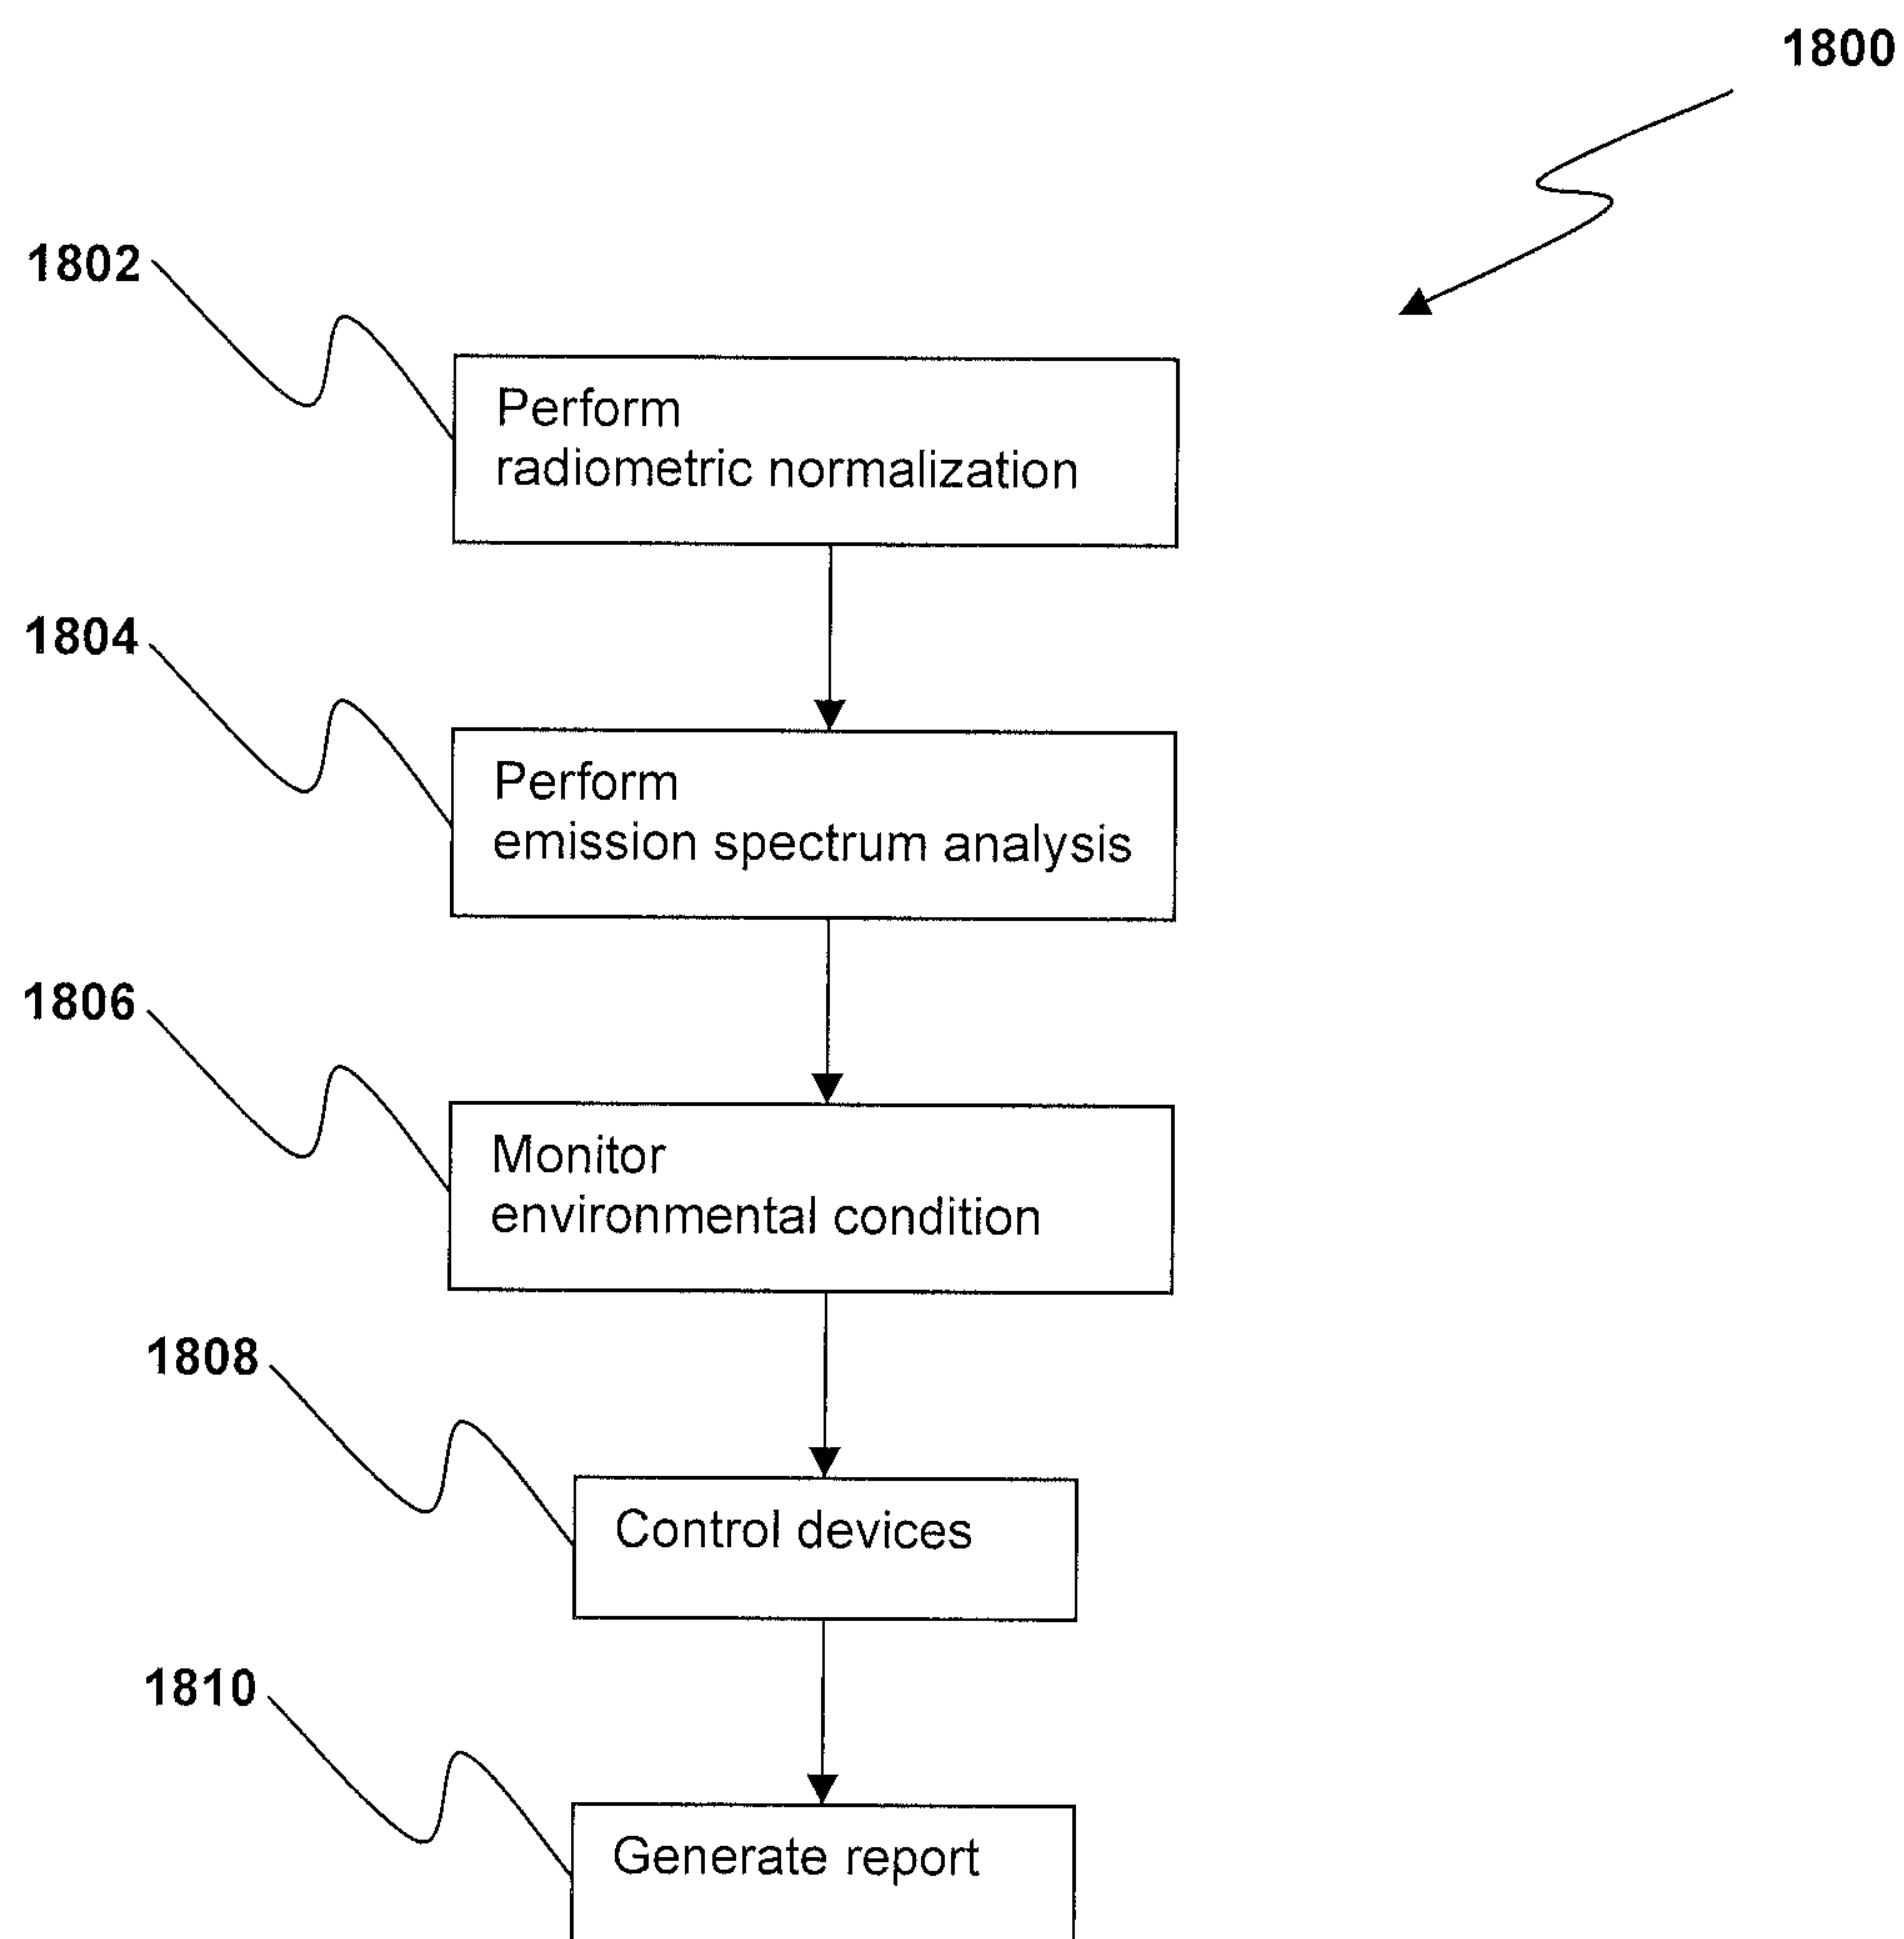 1800
1802
Perform
radiometric normalization
1804
Perform
emission spectrum analysis
1806
Monitor
environmental condition
1808
Control devices
1810
Generate report